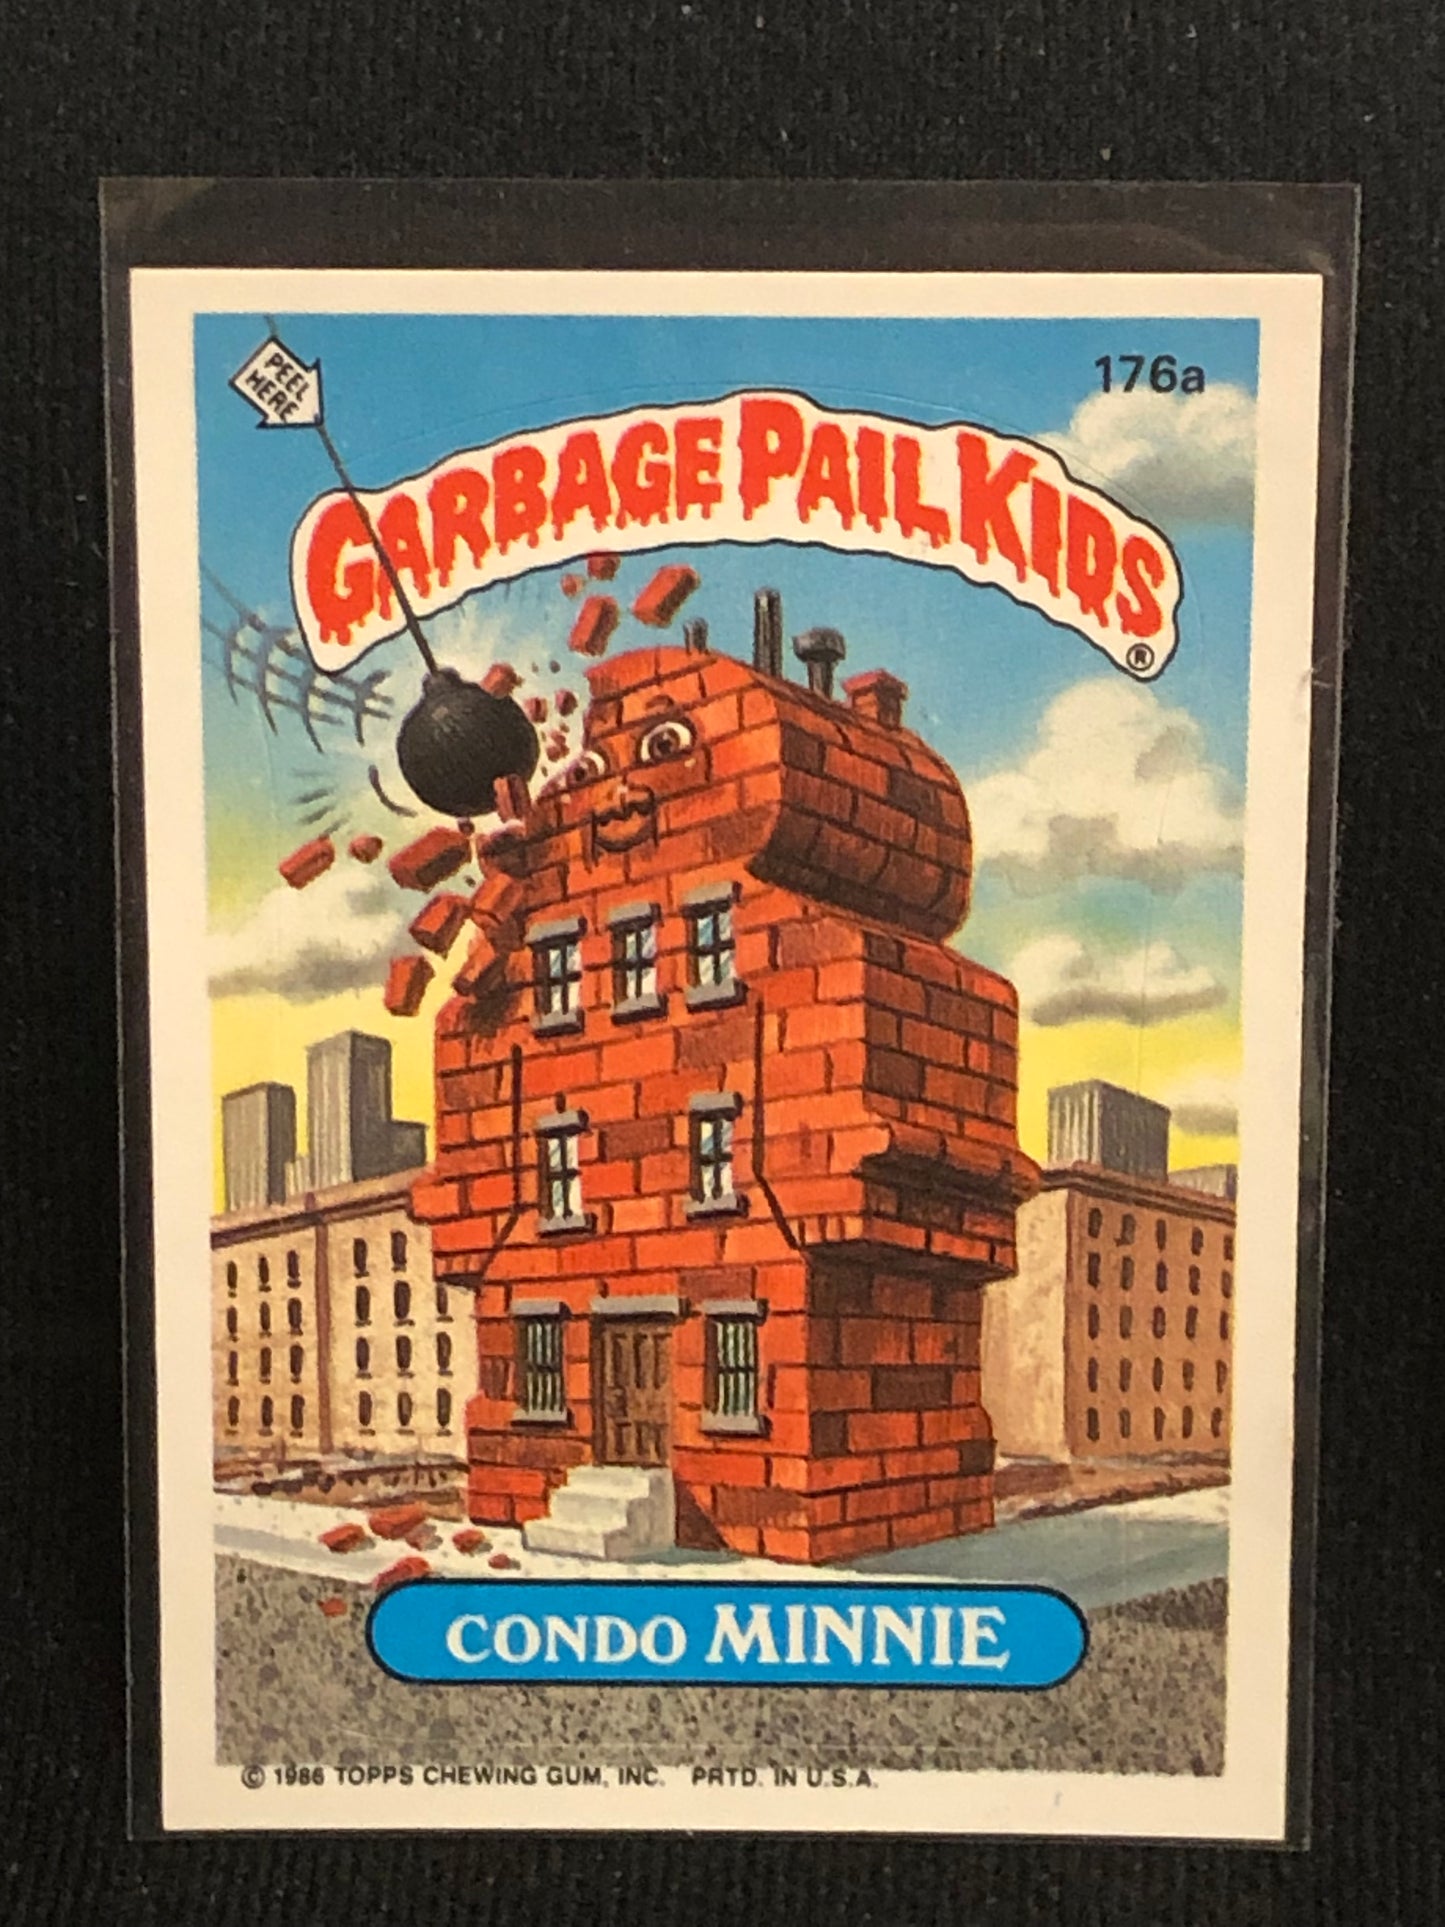 176a
PEEL
HERE
GARBAGE PAIL KIDS
®
CONDO MINNIE
© 1986 TOPPS CHEWING GUM, INC. PRTD. IN U.S.A.